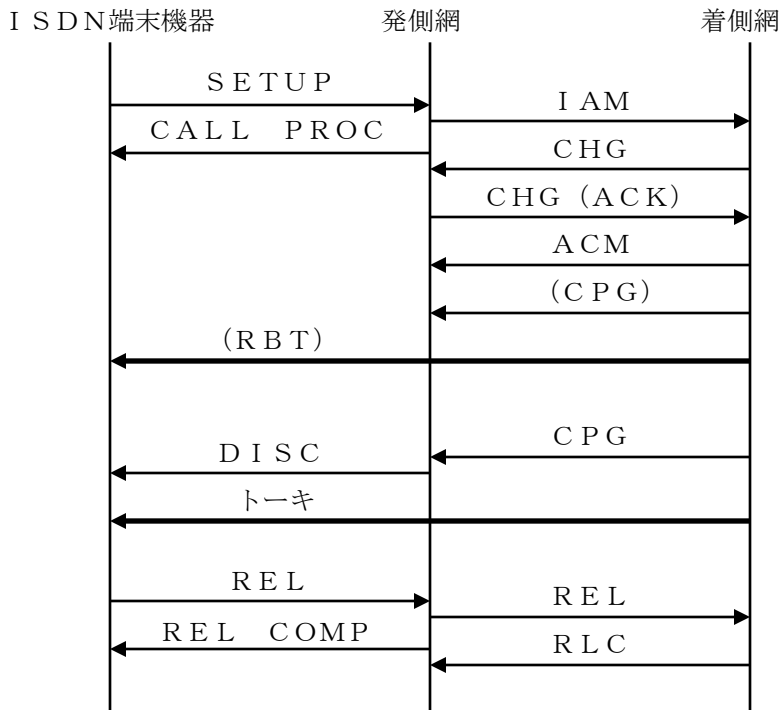 ＩＳＤＮ端末機器 発側網 着側網
ＳＥＴＵＰ
ＩＡＭ
ＣＡＬＬ　ＰＲＯＣ
ＣＨＧ
ＣＨＧ（ＡＣＫ）
ＡＣＭ
（ＣＰＧ）
（ＲＢＴ）
ＣＰＧ
ＤＩＳＣ
トーキ
ＲＥＬ
ＲＥＬ
ＲＥＬ　ＣＯＭＰ
ＲＬＣ